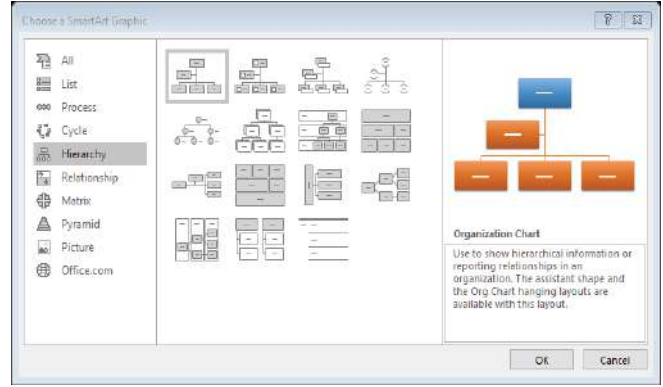 Choose a SmartArt Graphic
All
List
Process
Cycle
Hierarchy
Relationship
Matrix
Pyramid
Picture
Office.com
Organization Chart
Use to show hierarchical information or
reporting relationships in an
organization. The assistant shape and
the Org Chart hanging layouts are
available with this layout.
OK
Cancel